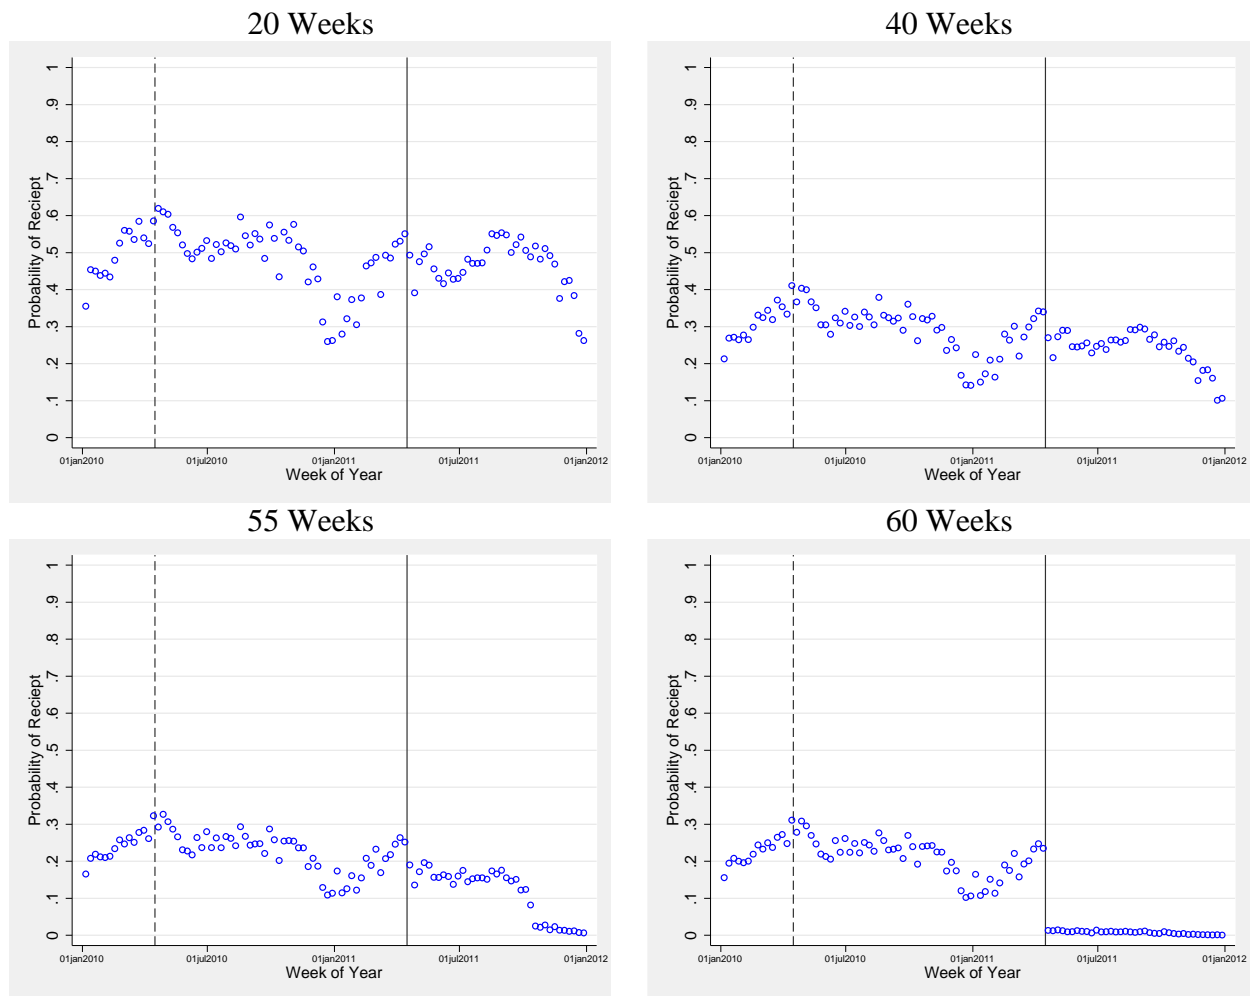 20 Weeks
40 Weeks
Probability of Reciept
1
.9
.8
.7
.6
.5
.4
.3
.2
.1
0
01jan2010 01jul2010 01jan2011 01jul2011 01jan2012
Week of Year
Probability of Reciept
1
.9
.8
.7
.6
.5
.4
.3
.2
.1
0
01jan2010 01jul2010 01jan2011 01jul2011 01jan2012
Week of Year
55 Weeks
60 Weeks
Probability of Reciept
1
.9
.8
.7
.6
.5
.4
.3
.2
.1
0
01jan2010 01jul2010 01jan2011 01jul2011 01jan2012
Week of Year
Probability of Reciept
1
.9
.8
.7
.6
.5
.4
.3
.2
.1
0
01jan2010 01jul2010 01jan2011 01jul2011 01jan2012
Week of Year